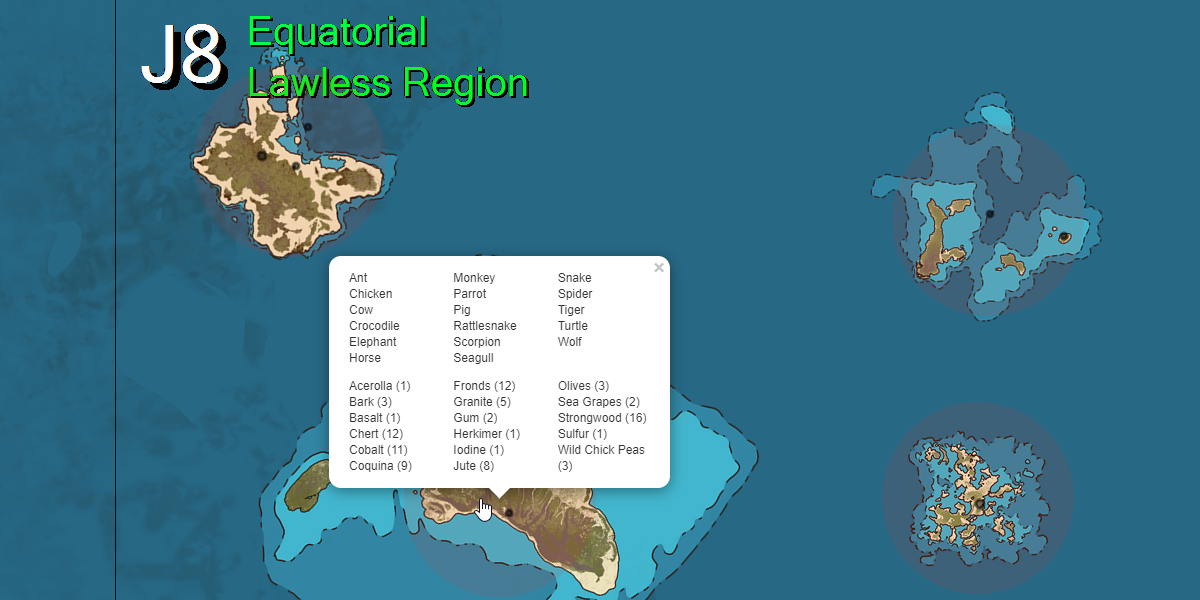 J8
Equatorial
Lawless Region
×
Ant
Chicken
Cow
Crocodile
Elephant
Horse
Monkey
Parrot
Pig
Rattlesnake
Scorpion
Seagull
Snake
Spider
Tiger
Turtle
Wolf
Acerolla (1)
Bark (3)
Basalt (1)
Chert (12)
Cobalt (11)
Coquina (9)
Fronds (12)
Granite (5)
Gum (2)
Herkimer (1)
Iodine (1)
Jute (8)
Olives (3)
Sea Grapes (2)
Strongwood (16)
Sulfur (1)
Wild Chick Peas
(3)